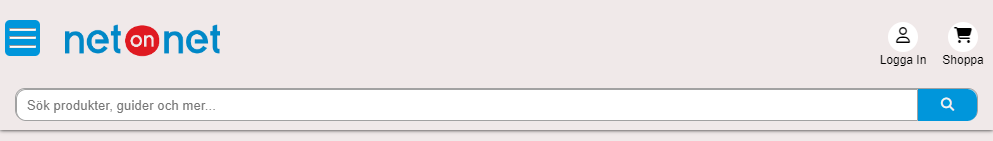 netonnet
Logga In
Shoppa
Sök produkter, guider och mer...